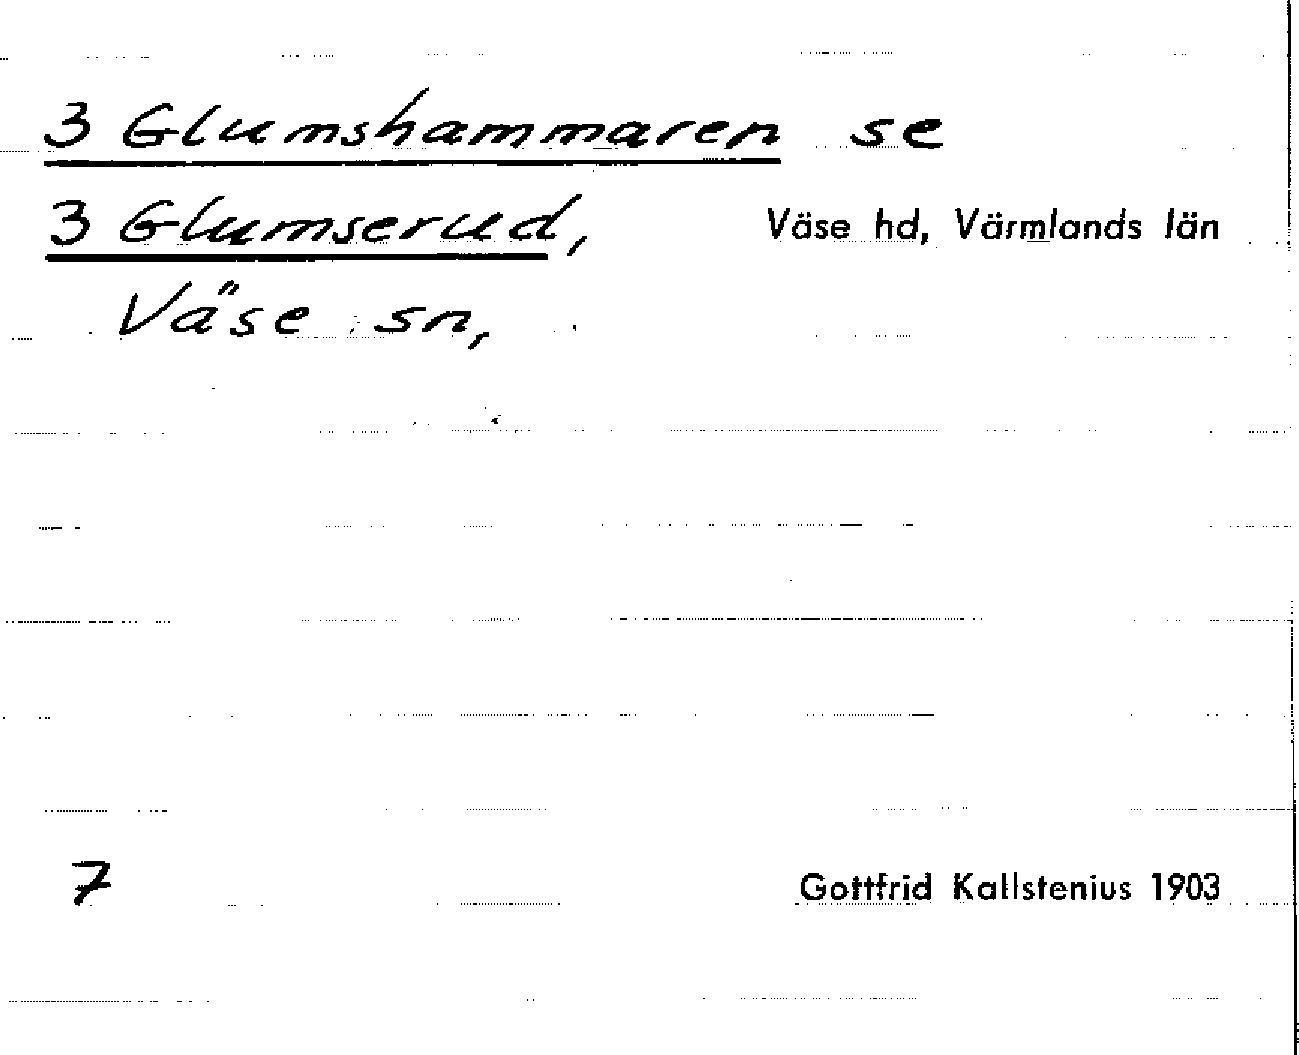 3 Glumshammaren se
3 Glumserud, Väse hd, Värmlands län
Väse sn,
7 Gottfrid Kallstenius 1903